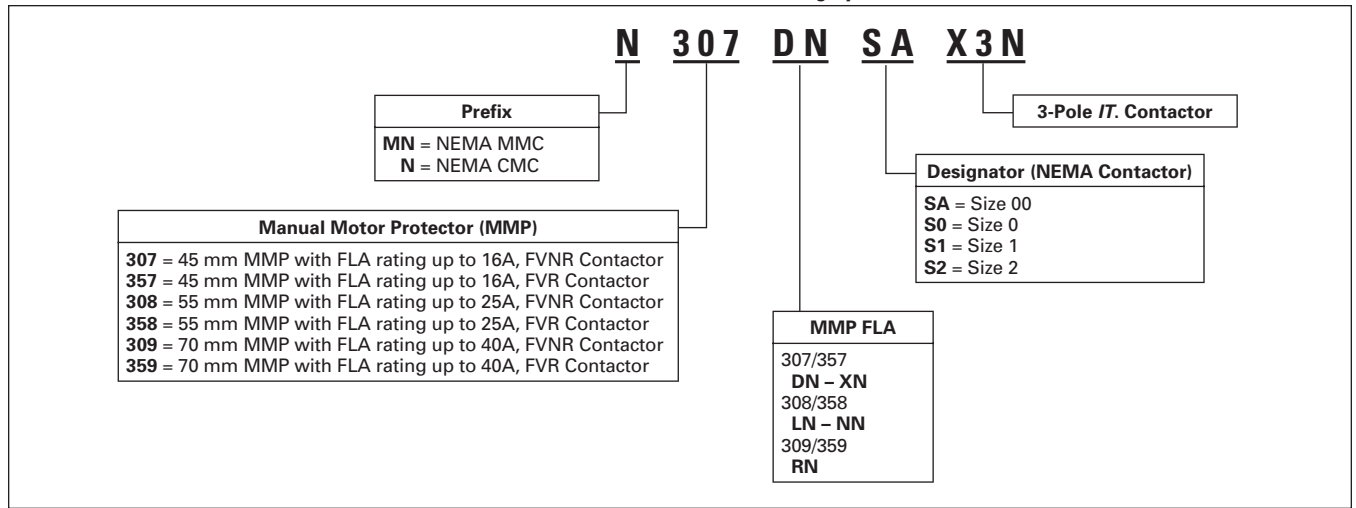 N 307 DN SA X3N
Prefix
MN = NEMA MMC
N = NEMA CMC
3-Pole IT. Contactor
Designator (NEMA Contactor)
SA = Size 00
S0 = Size 0
S1 = Size 1
S2 = Size 2
Manual Motor Protector (MMP)
307 = 45 mm MMP with FLA rating up to 16A, FVNR Contactor
357 = 45 mm MMP with FLA rating up to 16A, FVR Contactor
308 = 55 mm MMP with FLA rating up to 25A, FVNR Contactor
358 = 55 mm MMP with FLA rating up to 25A, FVR Contactor
309 = 70 mm MMP with FLA rating up to 40A, FVNR Contactor
359 = 70 mm MMP with FLA rating up to 40A, FVR Contactor
MMP FLA
307/357
DN – XN
308/358
LN – NN
309/359
RN